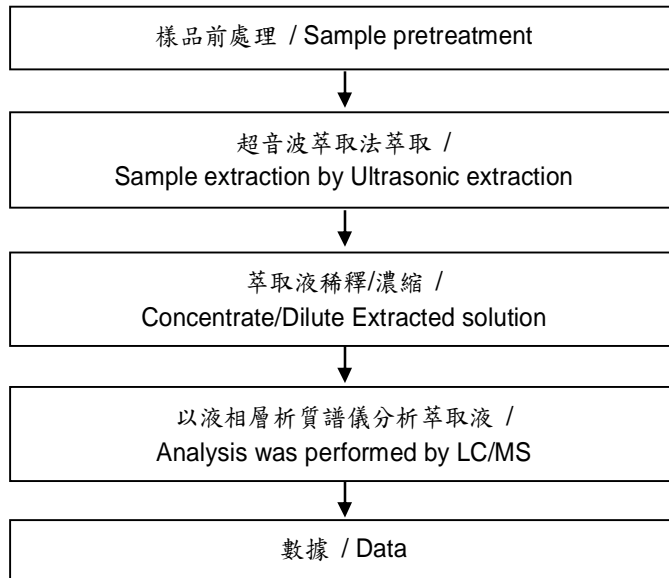 樣品前處理 / Sample pretreatment
超音波萃取法萃取 /
Sample extraction by Ultrasonic extraction
萃取液稀釋/濃縮 /
Concentrate/Dilute Extracted solution
以液相層析質譜儀分析萃取液 /
Analysis was performed by LC/MS
數據 / Data